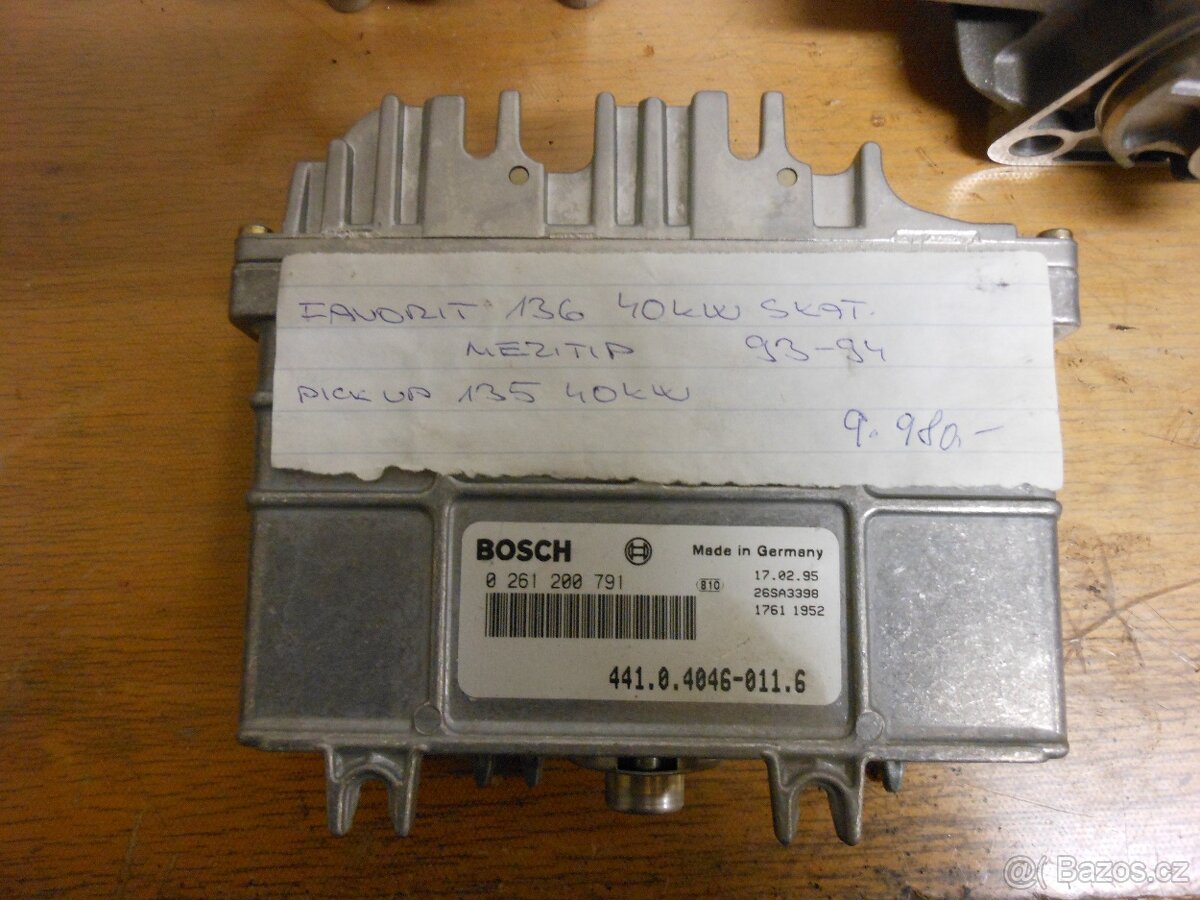 FAVORIT 136 40KW SKAT.
MEZITIP 93-94
PICK UP 135 40KW
9.980,-
BOSCH Made in Germany
0 261 200 791 B10 17.02.95
26SA3398
1761 1952
441.0.4046-011.6
@( Bazos.cz